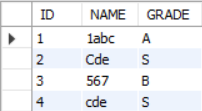 ID NAME GRADE
1 1abc A
2 Cde S
3 567 B
4 cde S